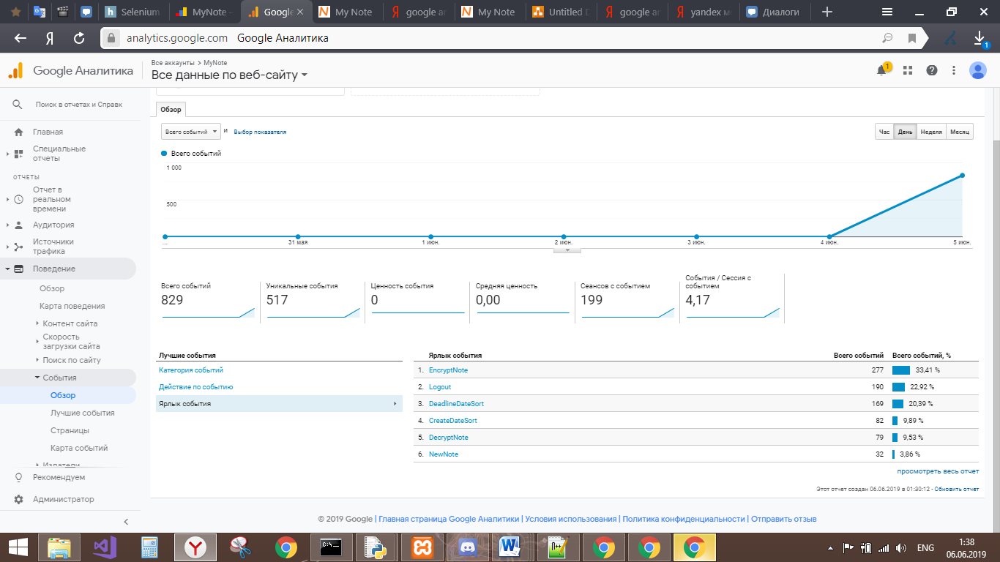 Selenium
MyNote -
Google
My Note
google an
My Note
Untitled D
google an
yandex me
Диалоги
analytics.google.com Google Аналитика
1
Google Аналитика
Все аккаунты > MyNote
Все данные по веб-сайту
1
Поиск в отчетах и Справк
Главная
Специальные
отчеты
ОТЧЕТЫ
Отчет в
реальном
времени
Аудитория
Источники
трафика
Поведение
Обзор
Карта поведения
Контент сайта
Скорость
загрузки сайта
Поиск по сайту
События
Обзор
Лучшие события
Страницы
Карта событий
Издатели
Рекомендуем
Администратор
Обзор
Всего событий и Выбор показателя
Час День Неделя Месяц
Всего событий
1 000
500
... 31 мая 1 июн. 2 июн. 3 июн. 4 июн. 5 июн.
Всего событий
829
Уникальные события
517
Ценность события
0
Средняя ценность
0,00
Сеансов с событием
199
События / Сессия с
событием
4,17
Лучшие события
Категория событий
Действие по событию
Ярлык события
Ярлык события Всего событий Всего событий, %
1. EncryptNote 277 33,41 %
2. Logout 190 22,92 %
3. DeadlineDateSort 169 20,39 %
4. CreateDateSort 82 9,89 %
5. DecryptNote 79 9,53 %
6. NewNote 32 3,86 %
просмотреть весь отчет
Этот отчет создан 06.06.2019 в 01:30:12 - Обновить отчет
© 2019 Google | Главная страница Google Аналитики | Условия использования | Политика конфиденциальности | Отправить отзыв
ENG
1:38
06.06.2019